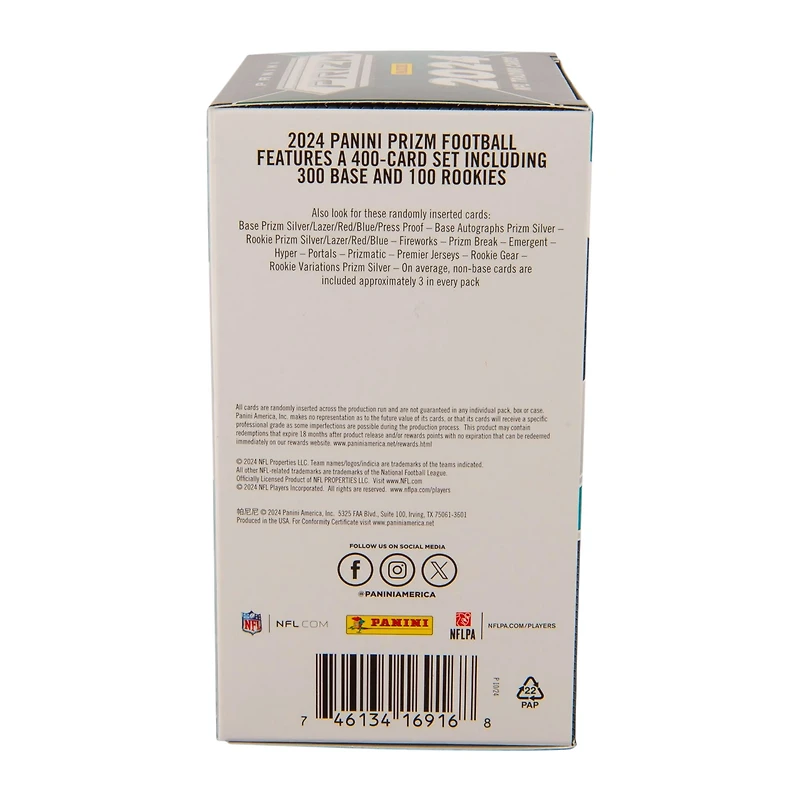 PANINI
PRIZM
PANINI
2024
NFL TRADING CARDS
2024 PANINI PRIZM FOOTBALL
FEATURES A 400-CARD SET INCLUDING
300 BASE AND 100 ROOKIES
Also look for these randomly inserted cards:
Base Prizm Silver/Lazer/Red/Blue/Press Proof – Base Autographs Prizm Silver –
Rookie Prizm Silver/Lazer/Red/Blue – Fireworks – Prizm Break – Emergent –
Hyper – Portals – Prizmatic – Premier Jerseys – Rookie Gear –
Rookie Variations Prizm Silver – On average, non-base cards are
included approximately 3 in every pack
All cards are randomly inserted across the production run and are not guaranteed in any individual pack, box or case.
Panini America, Inc. makes no representation as to the future value of its cards, or that its cards will receive a specific
professional grade as some imperfections are possible during the production process. This product may contain
redemptions that expire 18 months after product release and/or rewards points with no expiration that can be redeemed
immediately on our rewards website. www.paniniamerica.net/rewards.html
© 2024 NFL Properties LLC. Team names/logos/indicia are trademarks of the teams indicated.
All other NFL-related trademarks are trademarks of the National Football League.
Officially Licensed Product of NFL PROPERTIES LLC. Visit www.NFL.com
© 2024 NFL Players Incorporated. All rights reserved. www.nflpa.com/players
帕尼尼 © 2024 Panini America, Inc. 5325 FAA Blvd., Suite 100, Irving, TX 75061-3601
Produced in the USA. For Conformity Certificate visit www.paniniamerica.net
FOLLOW US ON SOCIAL MEDIA
@PANINIAMERICA
NFL
NFL.COM
PANINI
NFLPA
NFLPA.COM/PLAYERS
P 10/24
22
PAP
7 46134 16916 8